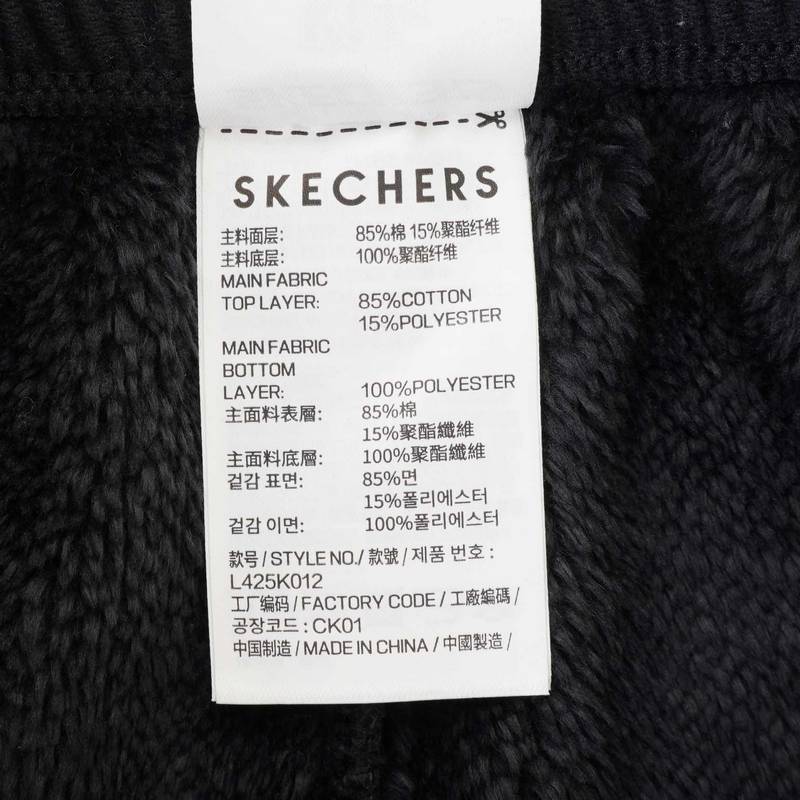 SKECHERS
主料面层: 85%棉 15%聚酯纤维
主料底层: 100%聚酯纤维
MAIN FABRIC
TOP LAYER: 85%COTTON
15%POLYESTER
MAIN FABRIC
BOTTOM
LAYER: 100%POLYESTER
主面料表層: 85%棉
15%聚酯纖維
主面料底層: 100%聚酯纖維
겉감 표면: 85%면
15%폴리에스터
겉감 이면: 100%폴리에스터
款号 / STYLE NO./ 款號 / 제품 번호 :
L425K012
工厂编码 / FACTORY CODE / 工廠編碼 /
공장코드 : CK01
中国制造 / MADE IN CHINA / 中國製造 /